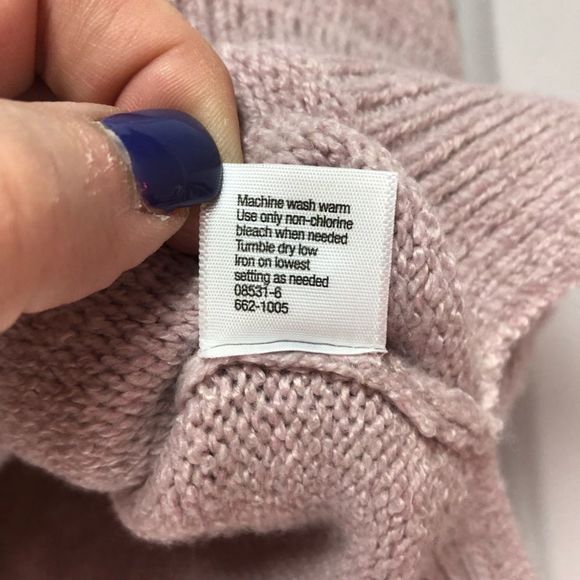 Machine wash warm
Use only non-chlorine
bleach when needed
Tumble dry low
Iron on lowest
setting as needed
08531-6
662-1005